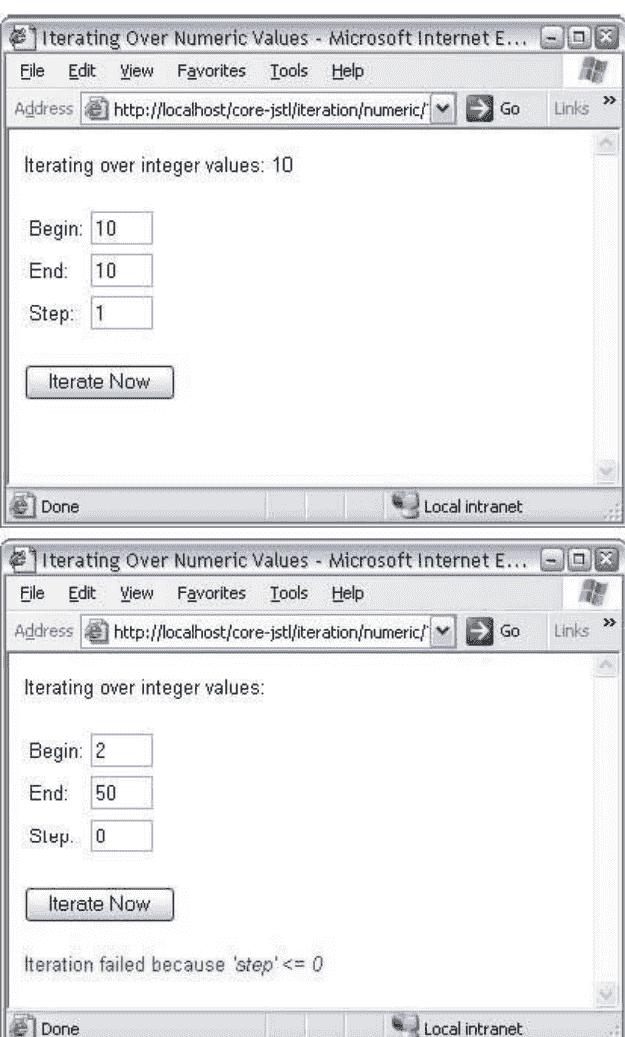 Iterating Over Numeric Values - Microsoft Internet E...
File Edit View Favorites Tools Help
Address http://localhost/core-jstl/iteration/numeric/ Go Links »
Iterating over integer values: 10
Begin: 10
End: 10
Step: 1
Iterate Now
Done Local intranet
Iterating Over Numeric Values - Microsoft Internet E...
File Edit View Favorites Tools Help
Address http://localhost/core-jstl/iteration/numeric/ Go Links »
Iterating over integer values:
Begin: 2
End: 50
Step: 0
Iterate Now
Iteration failed because 'step' <= 0
Done Local intranet